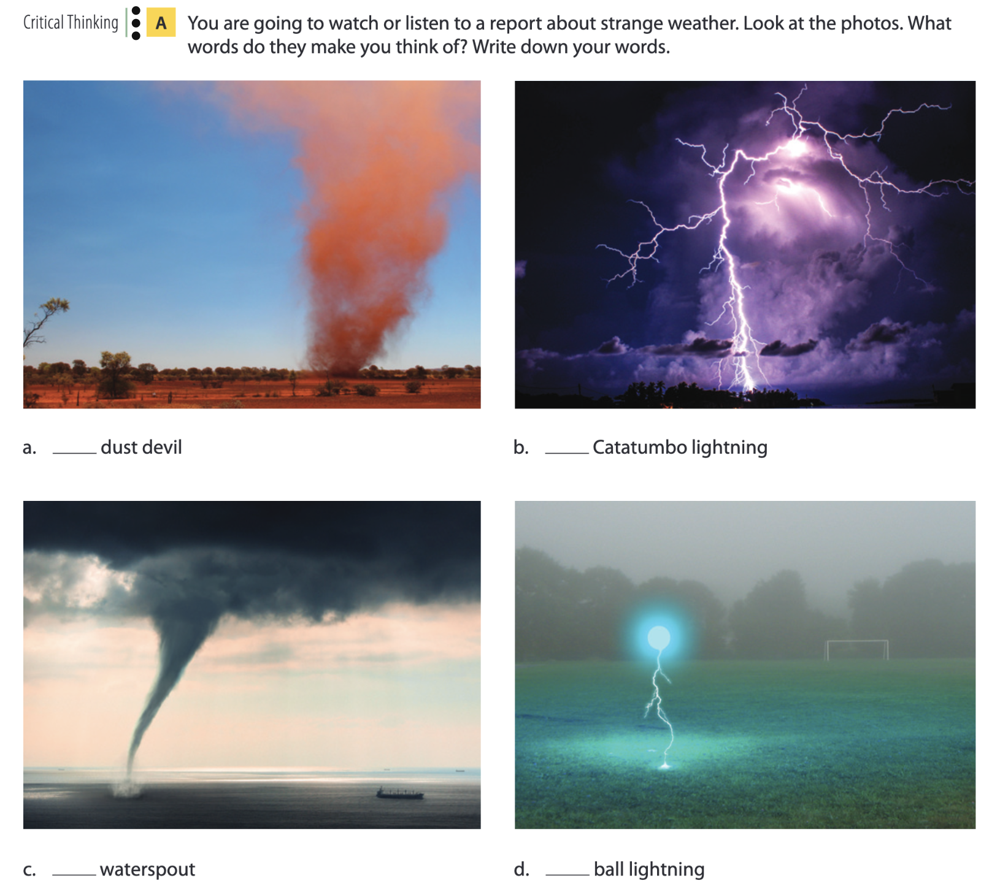 Critical Thinking A You are going to watch or listen to a report about strange weather. Look at the photos. What
words do they make you think of? Write down your words.
a. _____ dust devil
b. _____ Catatumbo lightning
c. _____ waterspout
d. _____ ball lightning